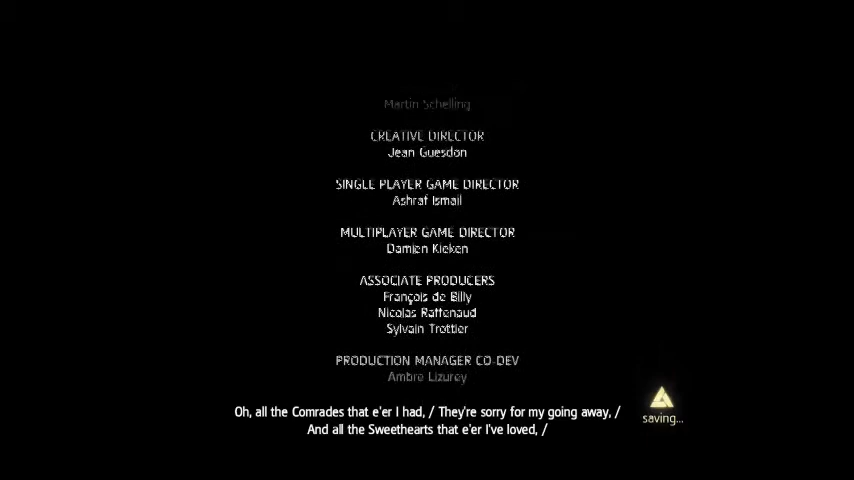 Martin Schelling
CREATIVE DIRECTOR
Jean Guesdon
SINGLE PLAYER GAME DIRECTOR
Ashraf Ismail
MULTIPLAYER GAME DIRECTOR
Damien Kieken
ASSOCIATE PRODUCERS
François de Billy
Nicolas Rattenaud
Sylvain Trottier
PRODUCTION MANAGER CO-DEV
Ambre Lizurey
Oh, all the Comrades that e'er I had, / They're sorry for my going away, /
And all the Sweethearts that e'er I've loved, /
saving...